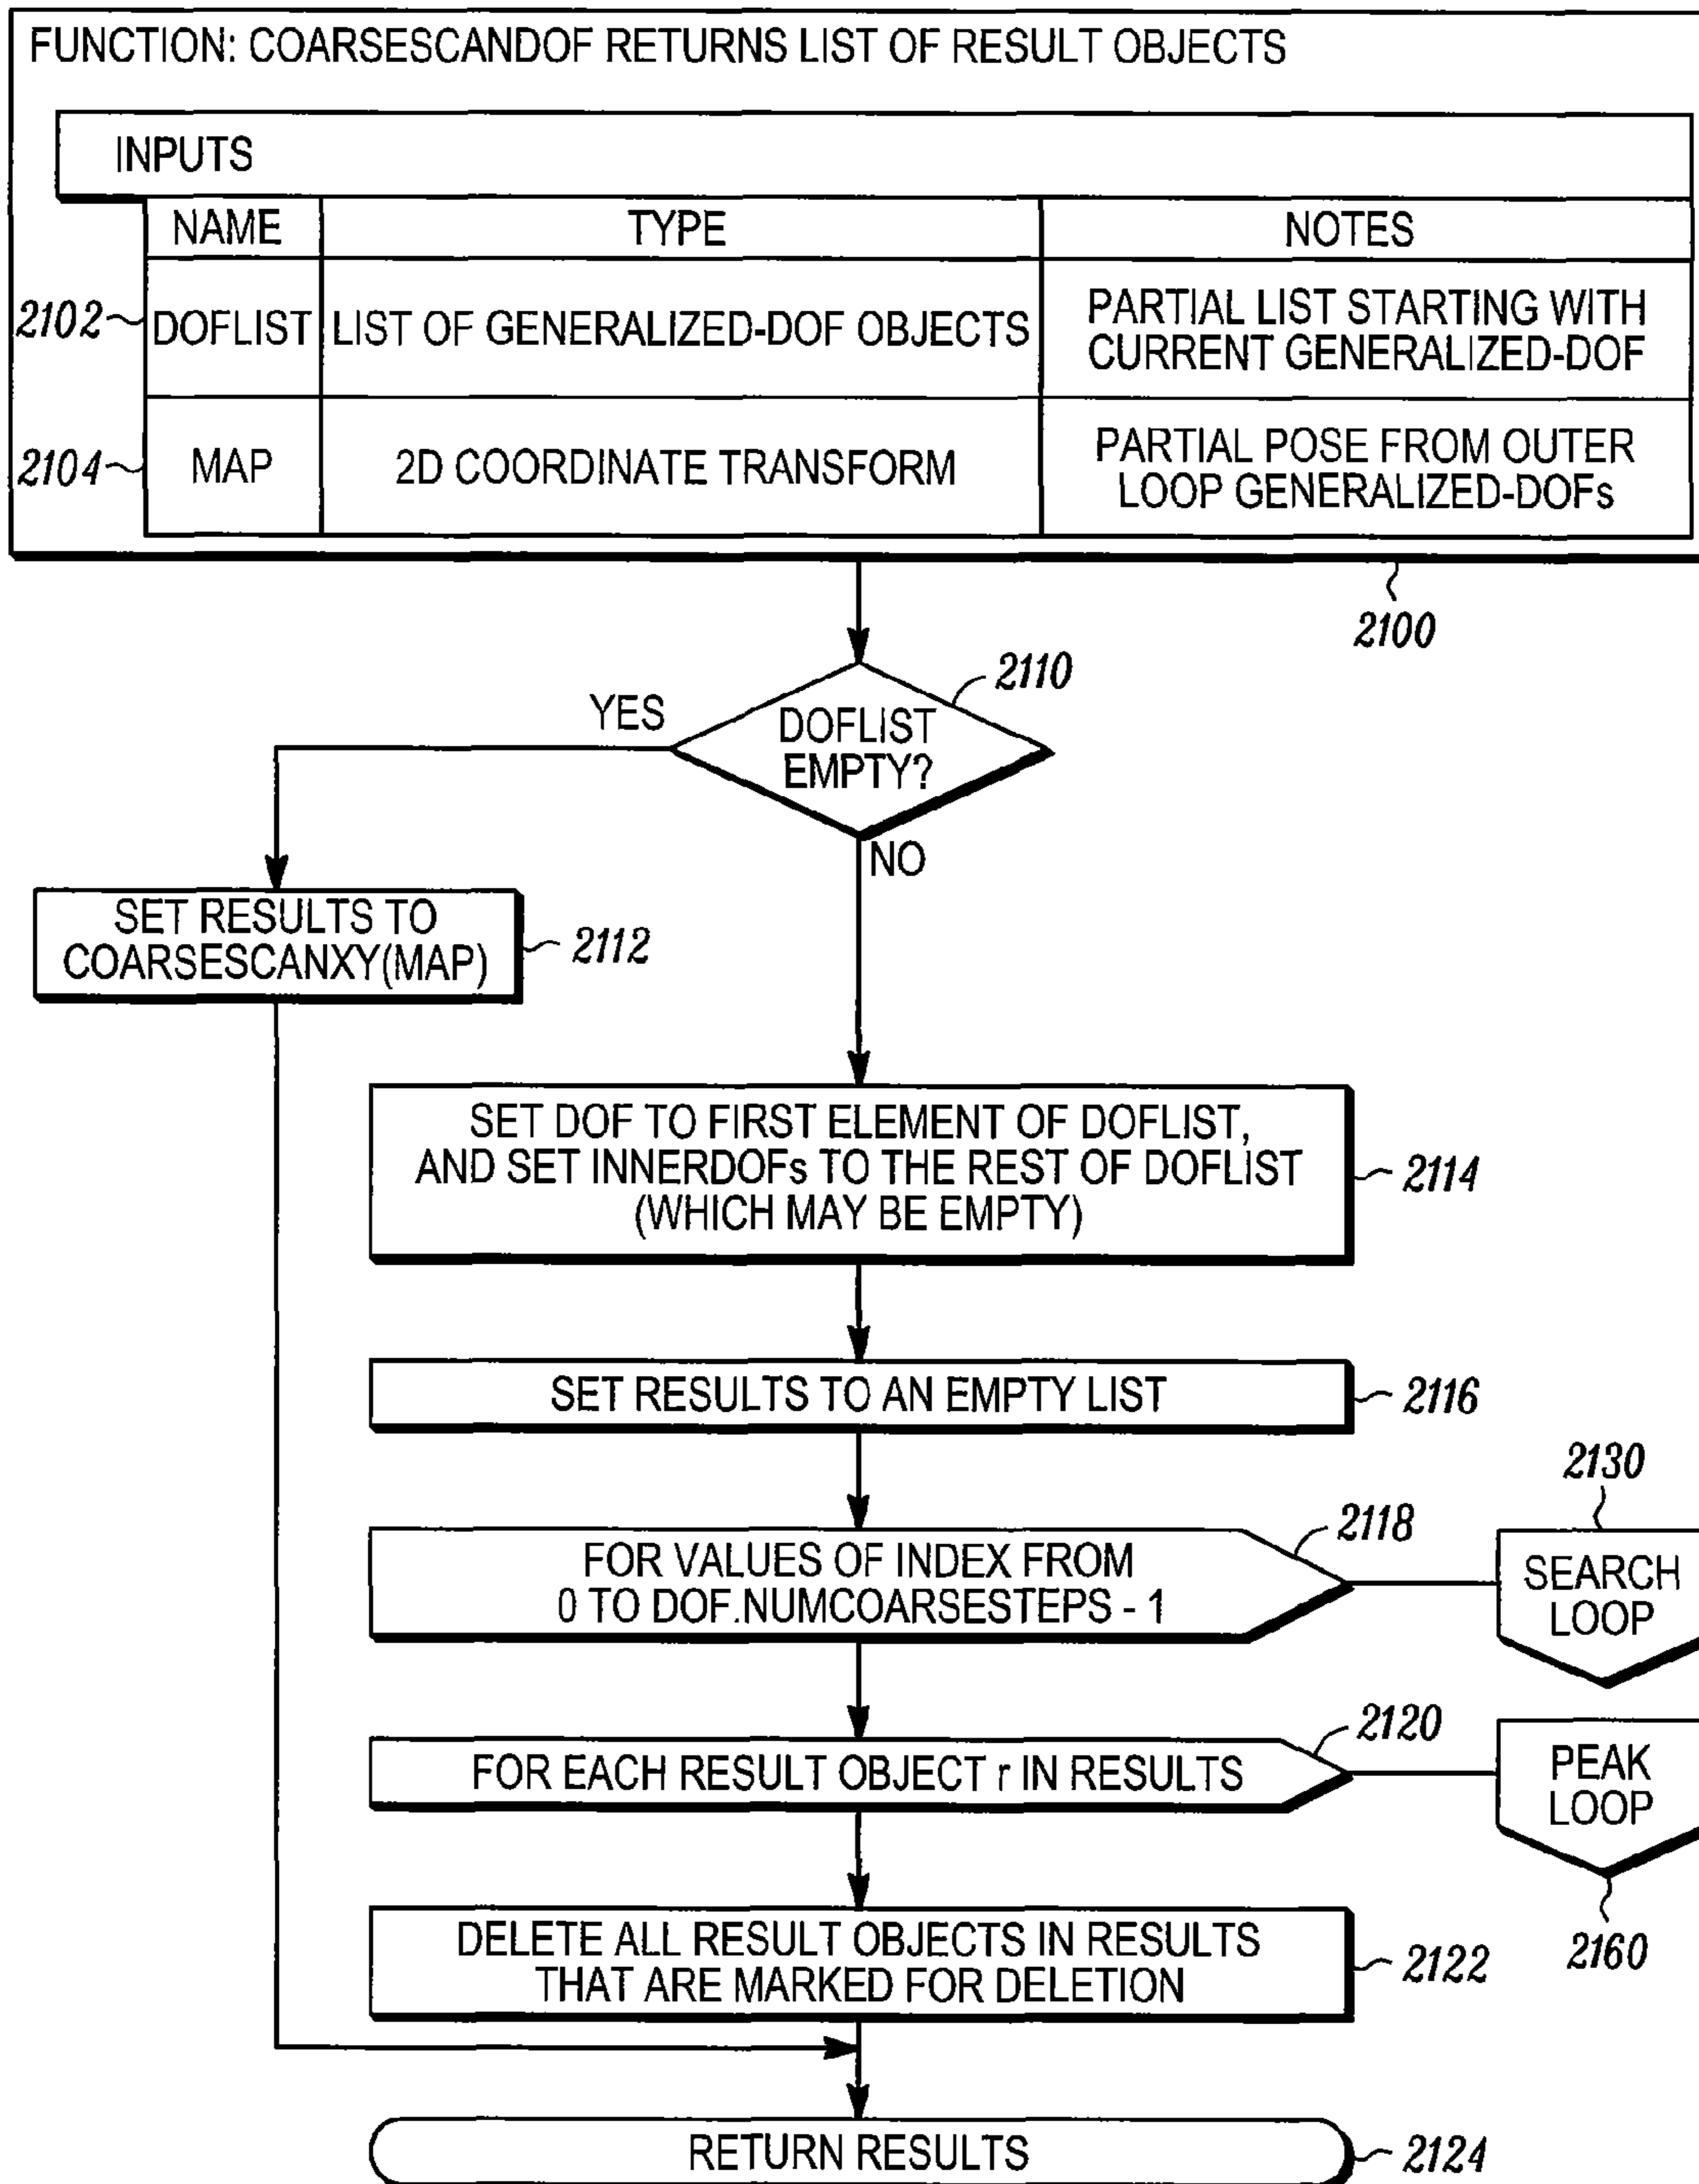 FUNCTION: COARSESCANDOF RETURNS LIST OF RESULT OBJECTS
INPUTS
NAME TYPE NOTES
2102 DOFLIST LIST OF GENERALIZED-DOF OBJECTS PARTIAL LIST STARTING WITH
CURRENT GENERALIZED-DOF
2104 MAP 2D COORDINATE TRANSFORM PARTIAL POSE FROM OUTER
LOOP GENERALIZED-DOFs
2100
2110
YES
DOFLIST
EMPTY?
NO
SET RESULTS TO
COARSESCANXY(MAP)
2112
SET DOF TO FIRST ELEMENT OF DOFLIST,
AND SET INNERDOFs TO THE REST OF DOFLIST
(WHICH MAY BE EMPTY)
2114
SET RESULTS TO AN EMPTY LIST
2116
2130
2118
FOR VALUES OF INDEX FROM
0 TO DOF.NUMCOARSESTEPS - 1
SEARCH
LOOP
2120
FOR EACH RESULT OBJECT r IN RESULTS
PEAK
LOOP
2160
DELETE ALL RESULT OBJECTS IN RESULTS
THAT ARE MARKED FOR DELETION
2122
RETURN RESULTS
2124